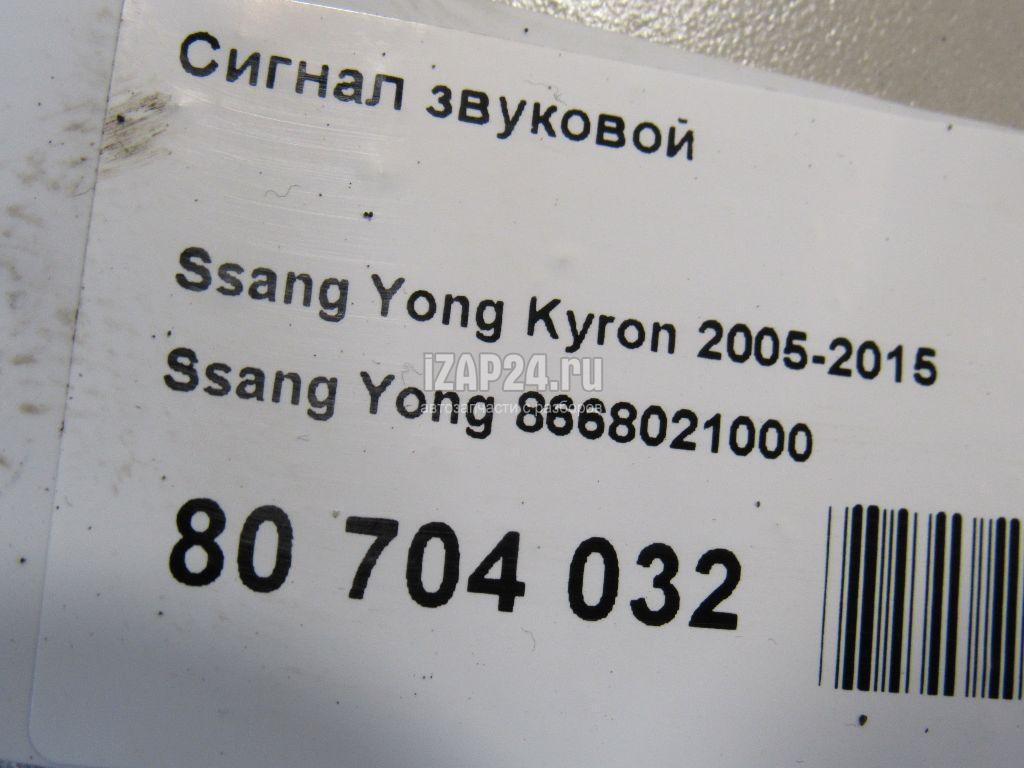 Сигнал звуковой
Ssang Yong Kyron 2005-2015
iZAP24.ru
Ssang Yong 8668021000
автозапчасти с разборов
80 704 032